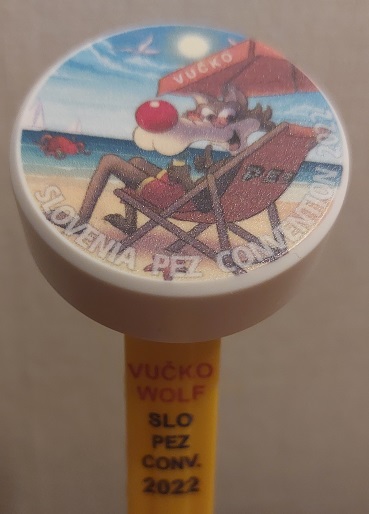 VUČKO
PEZ
SLOVENIA PEZ CONVENTION 2022
VUČKO
WOLF
SLO
PEZ
CONV.
2022